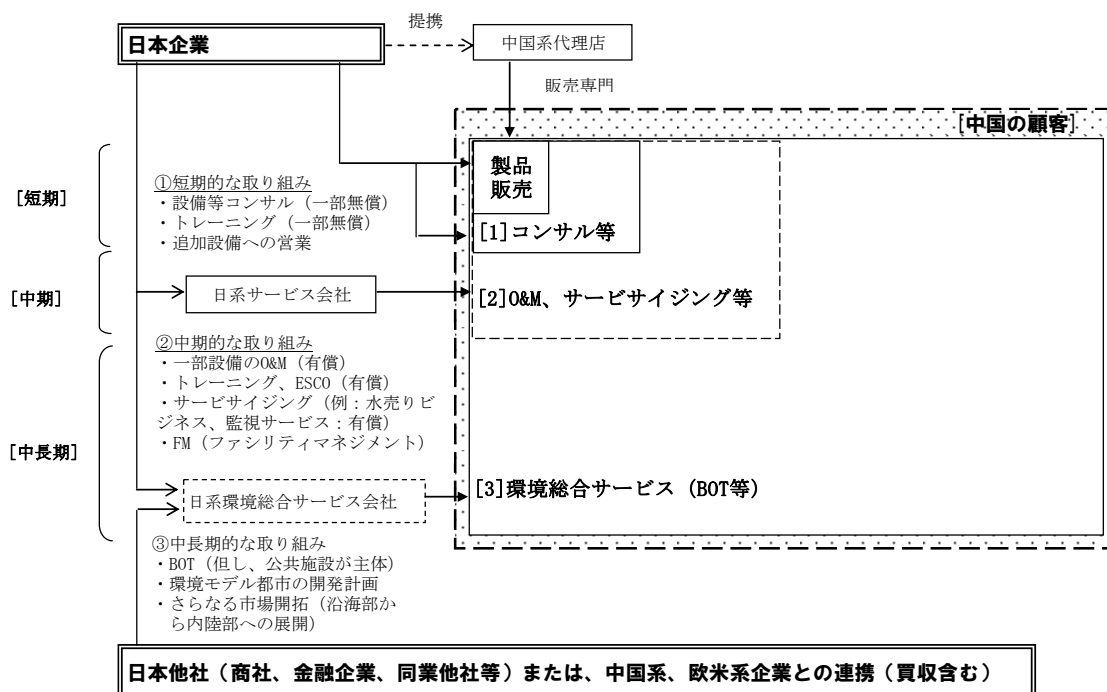 提携
日本企業
中国系代理店
販売専門
[中国の顧客]
[短期]
①短期的な取り組み
・設備等コンサル（一部無償）
・トレーニング（一部無償）
・追加設備への営業
製品
販売
[1]コンサル等
[中期]
日系サービス会社
[2]O&M、サービサイジング等
②中期的な取り組み
・一部設備のO&M（有償）
・トレーニング、ESCO（有償）
・サービサイジング（例：水売りビ
ジネス、監視サービス：有償）
・FM（ファシリティマネジメント）
[中長期]
日系環境総合サービス会社
[3]環境総合サービス（BOT等）
③中長期的な取り組み
・BOT（但し、公共施設が主体）
・環境モデル都市の開発計画
・さらなる市場開拓（沿海部か
ら内陸部への展開）
日本他社（商社、金融企業、同業他社等）または、中国系、欧米系企業との連携（買収含む）